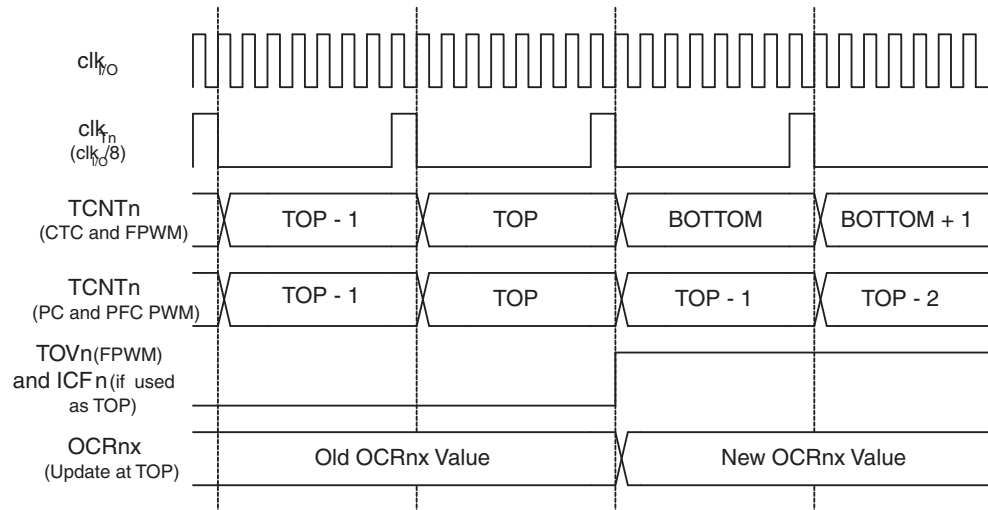 clkI/O
clkTn
(clkI/O/8)
TCNTn
(CTC and FPWM)
TOP - 1
TOP
BOTTOM
BOTTOM + 1
TCNTn
(PC and PFC PWM)
TOP - 1
TOP
TOP - 1
TOP - 2
TOVn(FPWM)
and ICFn(if used
as TOP)
OCRnx
(Update at TOP)
Old OCRnx Value
New OCRnx Value